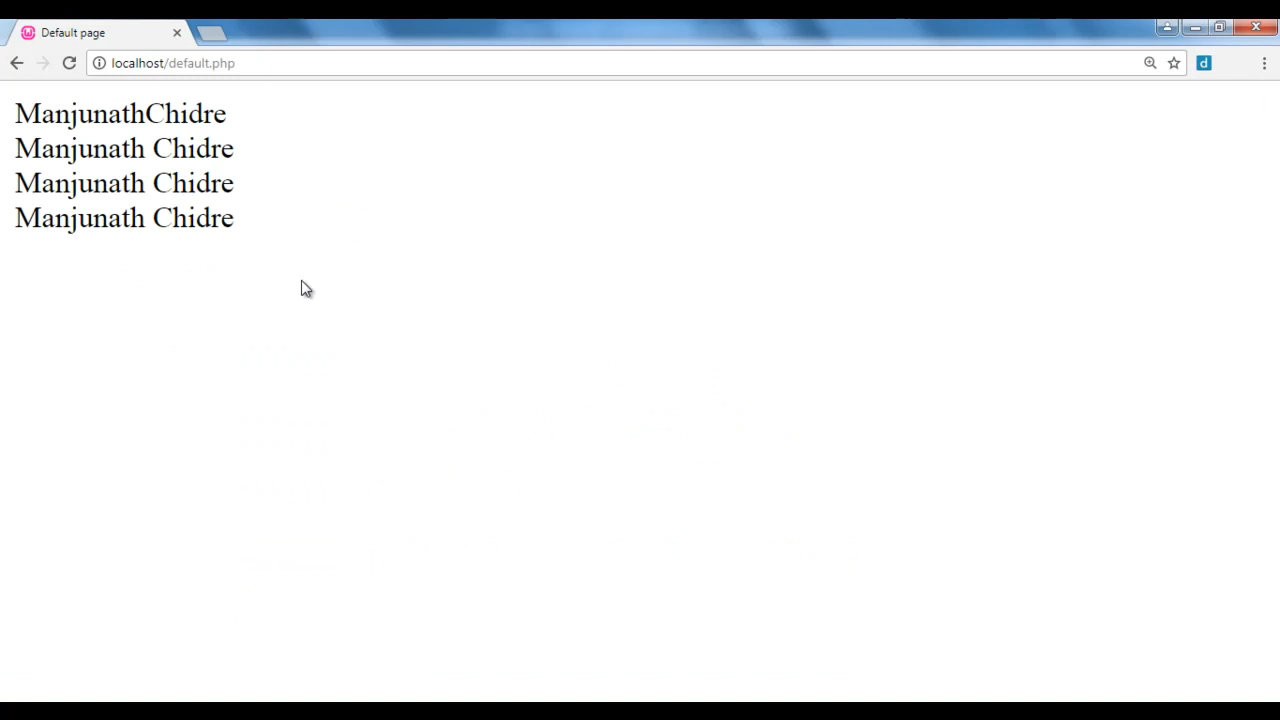 Default page
localhost/default.php
d
ManjunathChidre
Manjunath Chidre
Manjunath Chidre
Manjunath Chidre